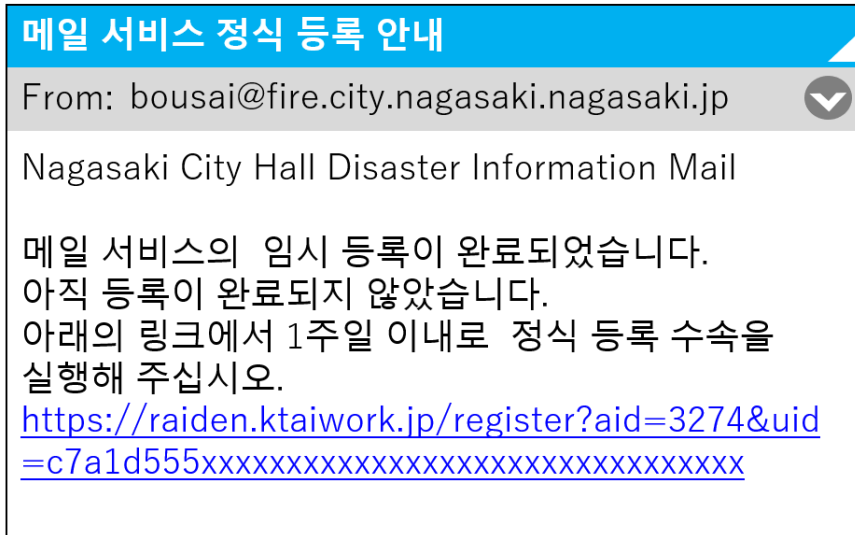 메일 서비스 정식 등록 안내
From: bousai@fire.city.nagasaki.nagasaki.jp
Nagasaki City Hall Disaster Information Mail
메일 서비스의 임시 등록이 완료되었습니다.
아직 등록이 완료되지 않았습니다.
아래의 링크에서 1주일 이내로 정식 등록 수속을
실행해 주십시오.
https://raiden.ktaiwork.jp/register?aid=3274&uid
=c7a1d555xxxxxxxxxxxxxxxxxxxxxxxxxxxxxxxx